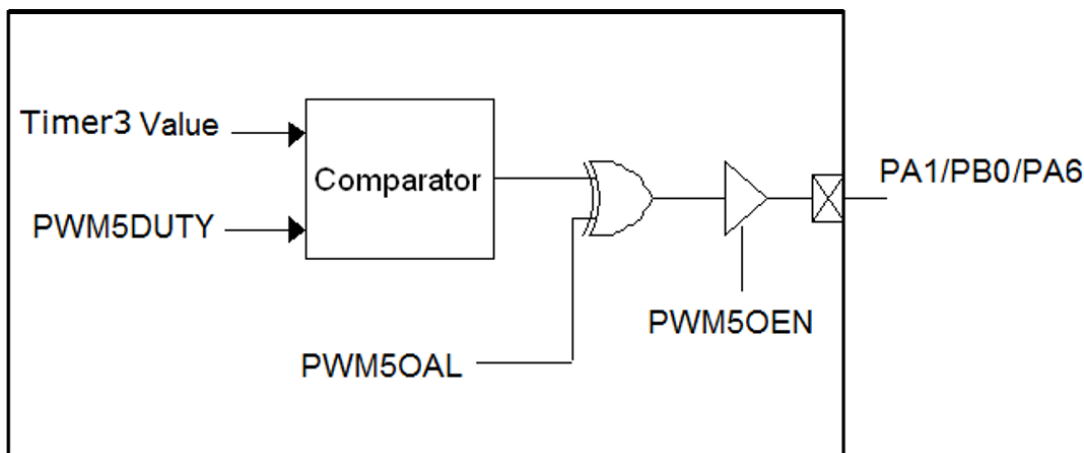 Timer3 Value
Comparator
PA1/PB0/PA6
PWM5DUTY
PWM5OEN
PWM5OAL